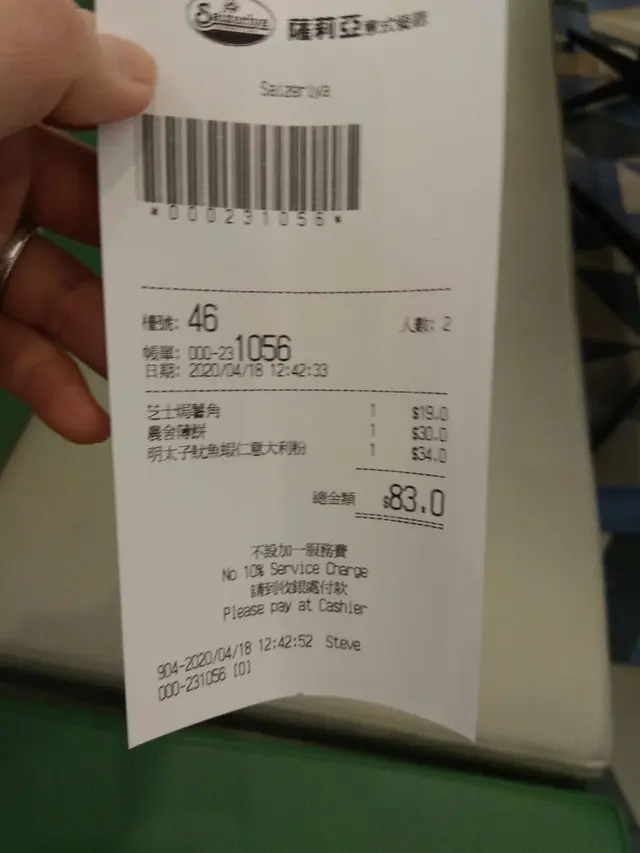 Saizeriya
薩莉亞意式餐廳
Saizeriya
*000231056*
檯號: 46 人數: 2
帳單: 000-231056
日期: 2020/04/18 12:42:33
芝士焗薯角 1 $19.0
農舍薄餅 1 $30.0
明太子魷魚蝦仁意大利粉 1 $34.0
總金額 $83.0
不設加一服務費
No 10% Service Charge
請到收銀處付款
Please pay at Cashier
904-2020/04/18 12:42:52 Steve
000-231056 [0]